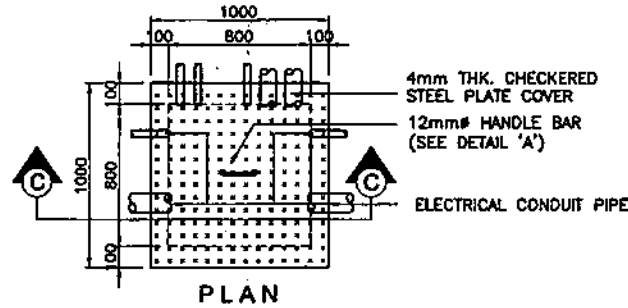 1000
100 800 100
4mm THK. CHECKERED
STEEL PLATE COVER
12mmø HANDLE BAR
(SEE DETAIL 'A')
100
1000
800
100
C
C
ELECTRICAL CONDUIT PIPE
PLAN